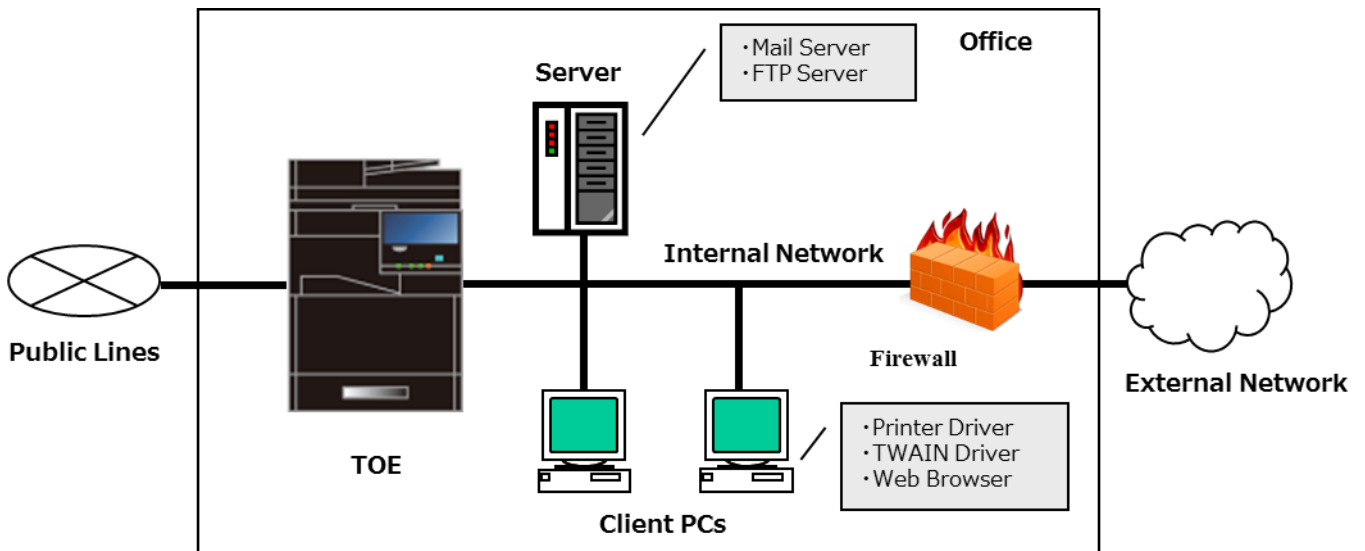 ・Mail Server
・FTP Server
Office
Server
Internal Network
Public Lines
Firewall
External Network
TOE
・Printer Driver
・TWAIN Driver
・Web Browser
Client PCs